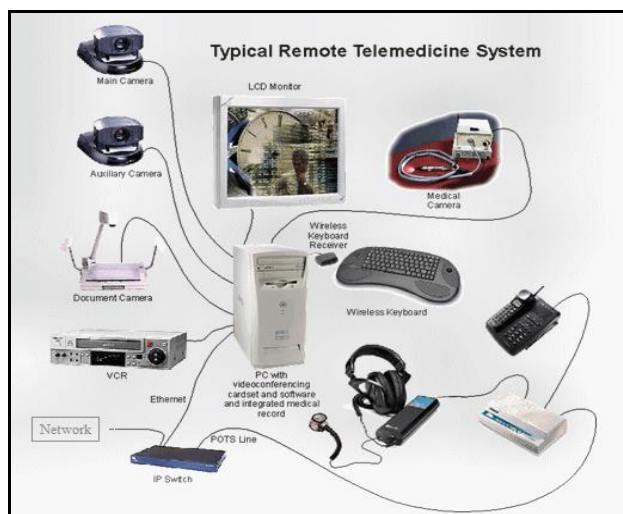 Typical Remote Telemedicine System
Main Camera
LCD Monitor
Auxiliary Camera
Medical
Camera
Wireless
Keyboard
Receiver
Document Camera
Wireless Keyboard
VCR
PC with
videoconferencing
cardset and software
and integrated medical
record
Ethernet
Network
POTS Line
IP Switch